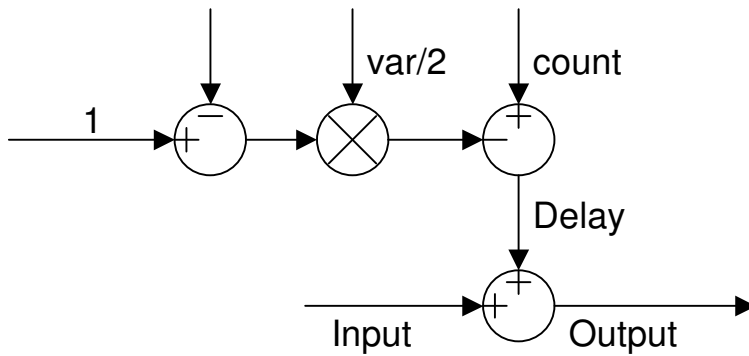 var/2
count
1
−
+
+
−
Delay
+
+
Input
Output